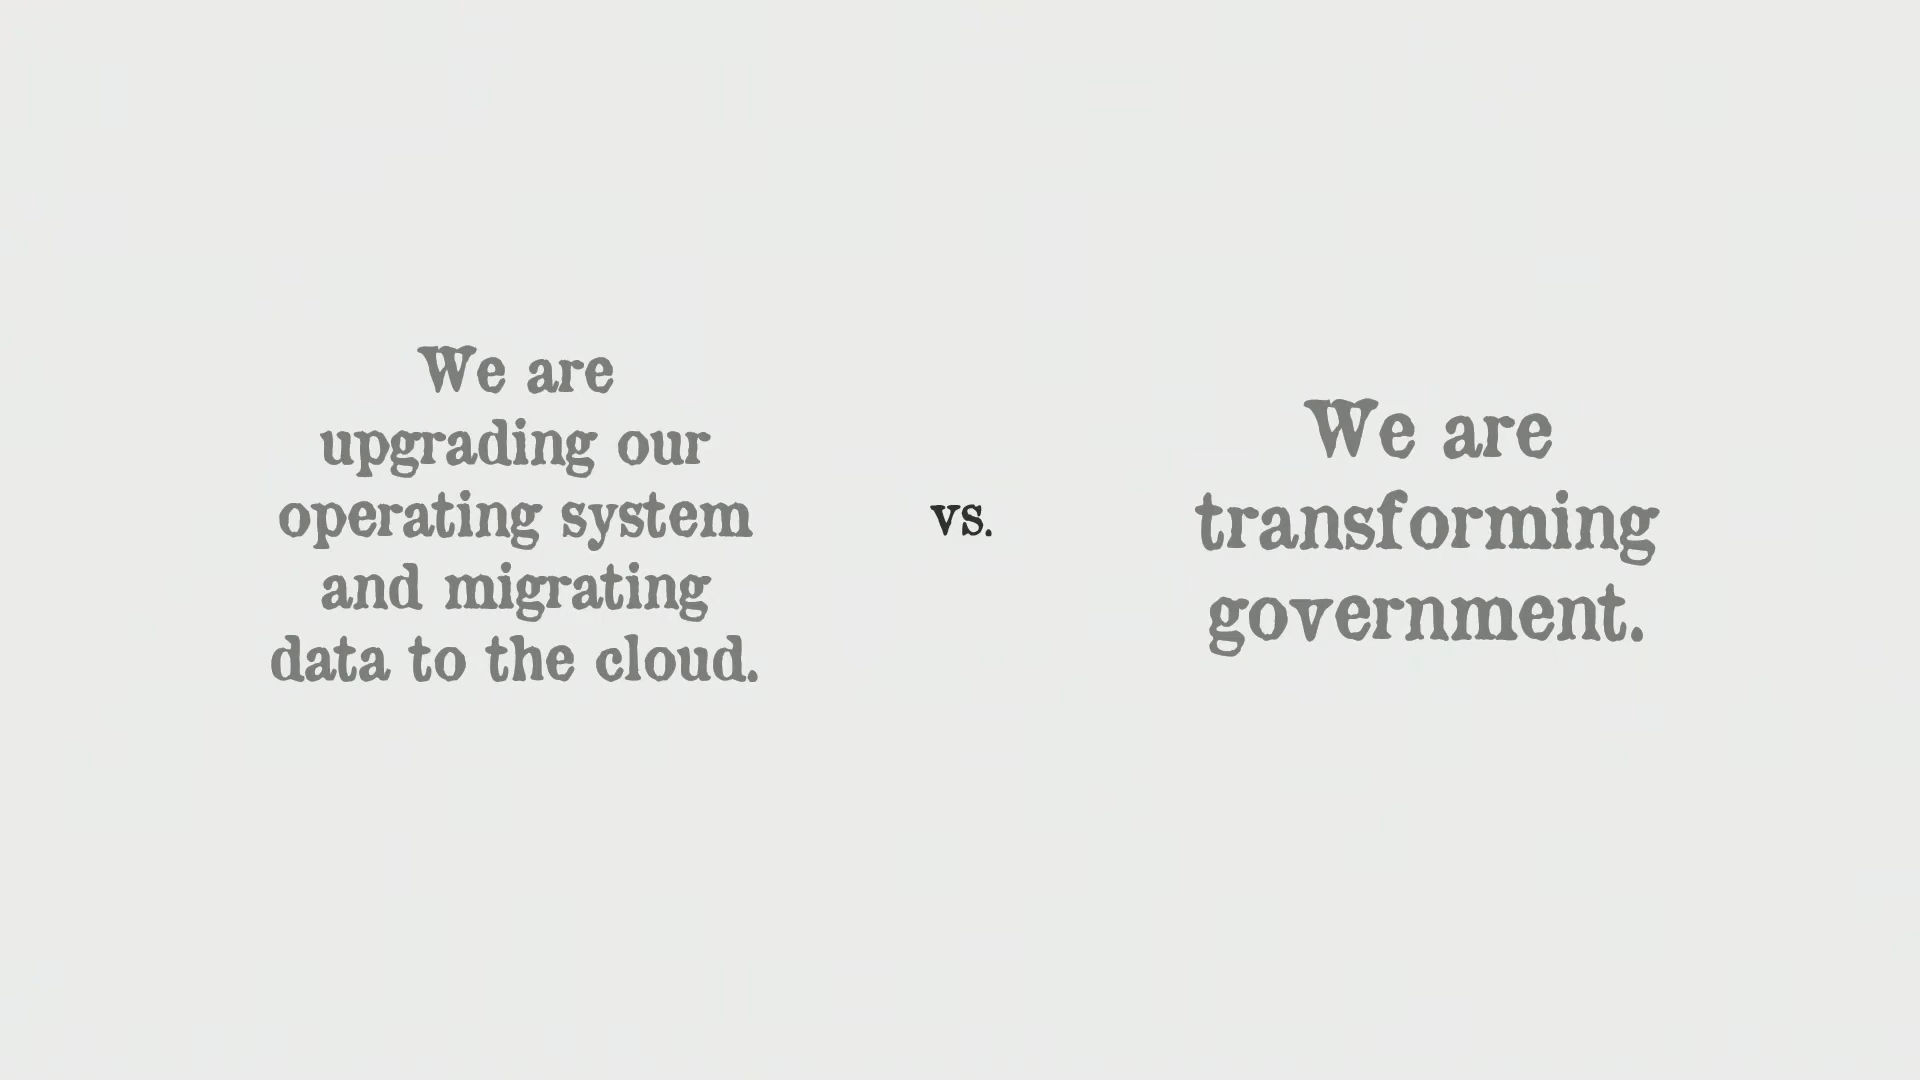 We are
upgrading our
operating system
and migrating
data to the cloud.
vs.
We are
transforming
government.